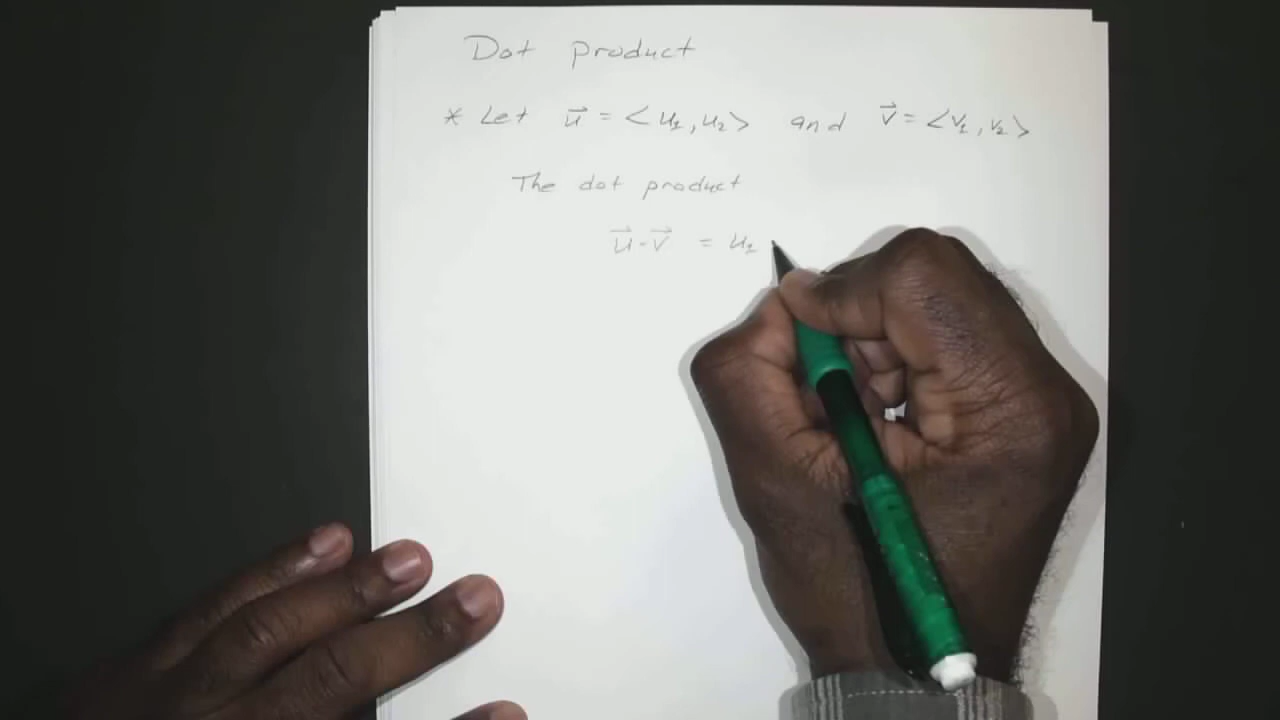 Dot product
* Let u⃗ = <u₁, u₂> and v⃗ = <v₁, v₂>
The dot product
u⃗ · v⃗ = u₁